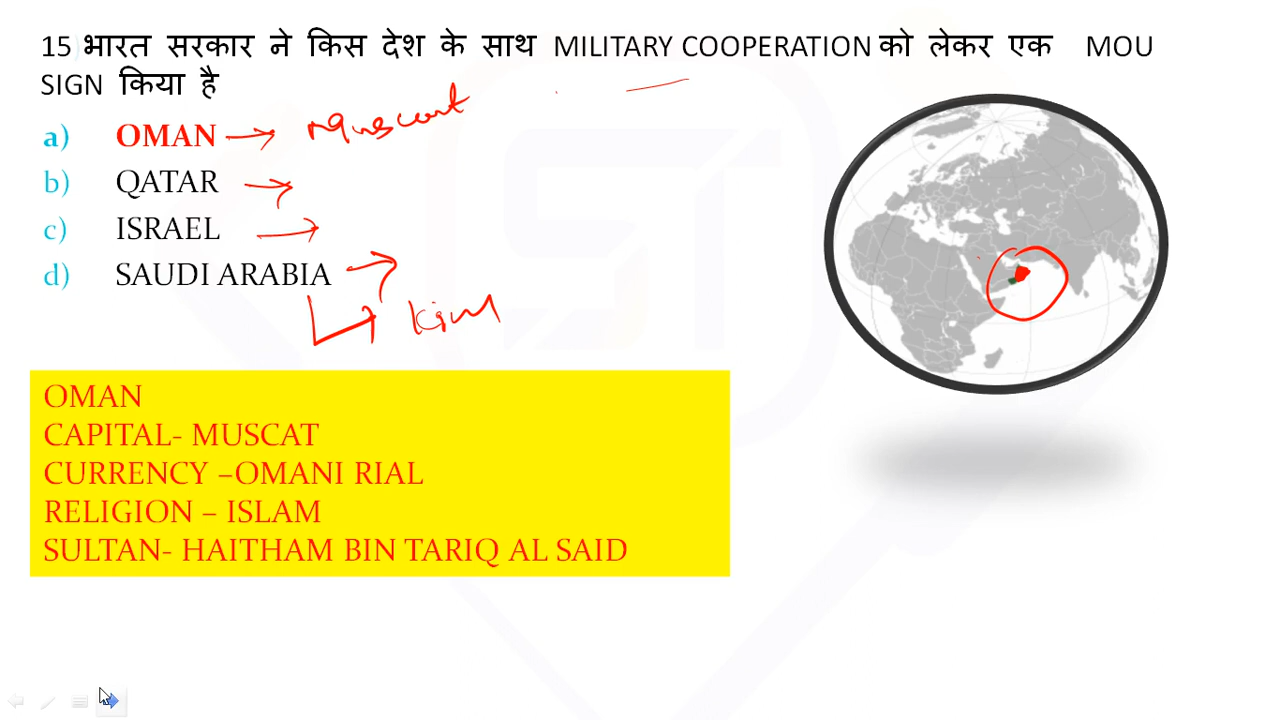 15) भारत सरकार ने किस देश के साथ MILITARY COOPERATION को लेकर एक MOU
SIGN किया है
a) OMAN → Muscat
b) QATAR →
c) ISRAEL →
d) SAUDI ARABIA →
OMAN
CAPITAL- MUSCAT
CURRENCY –OMANI RIAL
RELIGION – ISLAM
SULTAN- HAITHAM BIN TARIQ AL SAID